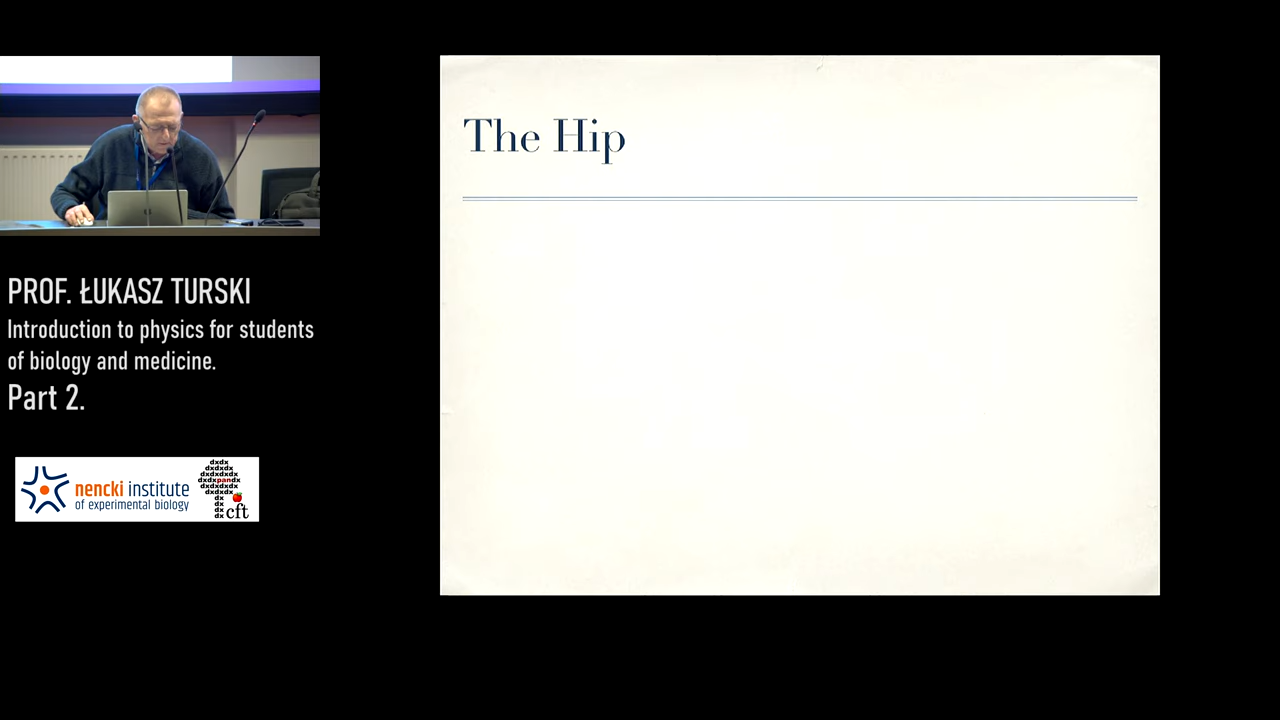 The Hip
PROF. ŁUKASZ TURSKI
Introduction to physics for students
of biology and medicine.
Part 2.
nencki institute
of experimental biology
dxdx
dxdxdx
dxdxdxdx
dxdxpandx
dxdxdxdx
dxdxdx
dx
dx
dx
dx
cft